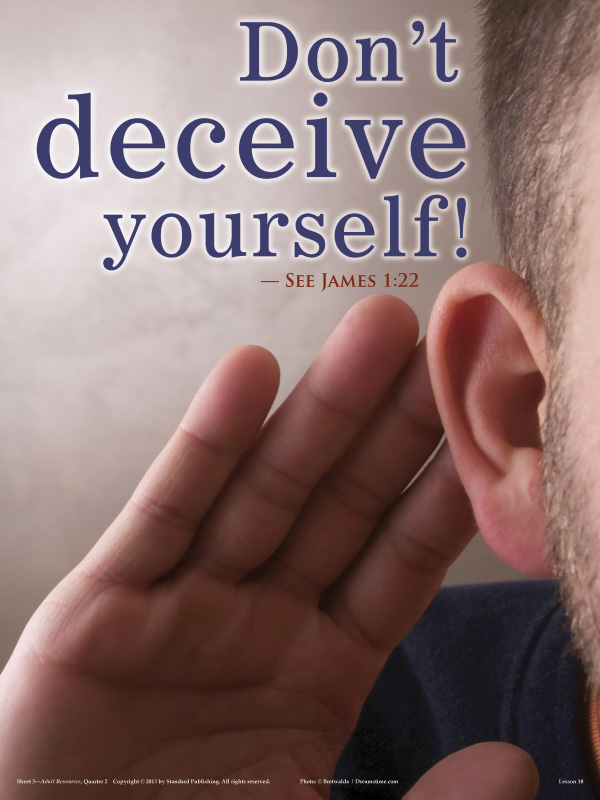 Don't
deceive
yourself!
— See James 1:22
Sheet 3—Adult Resources, Quarter 2 Copyright © 2013 by Standard Publishing. All rights reserved. Photo: © Bretwalda | Dreamstime.com Lesson 10